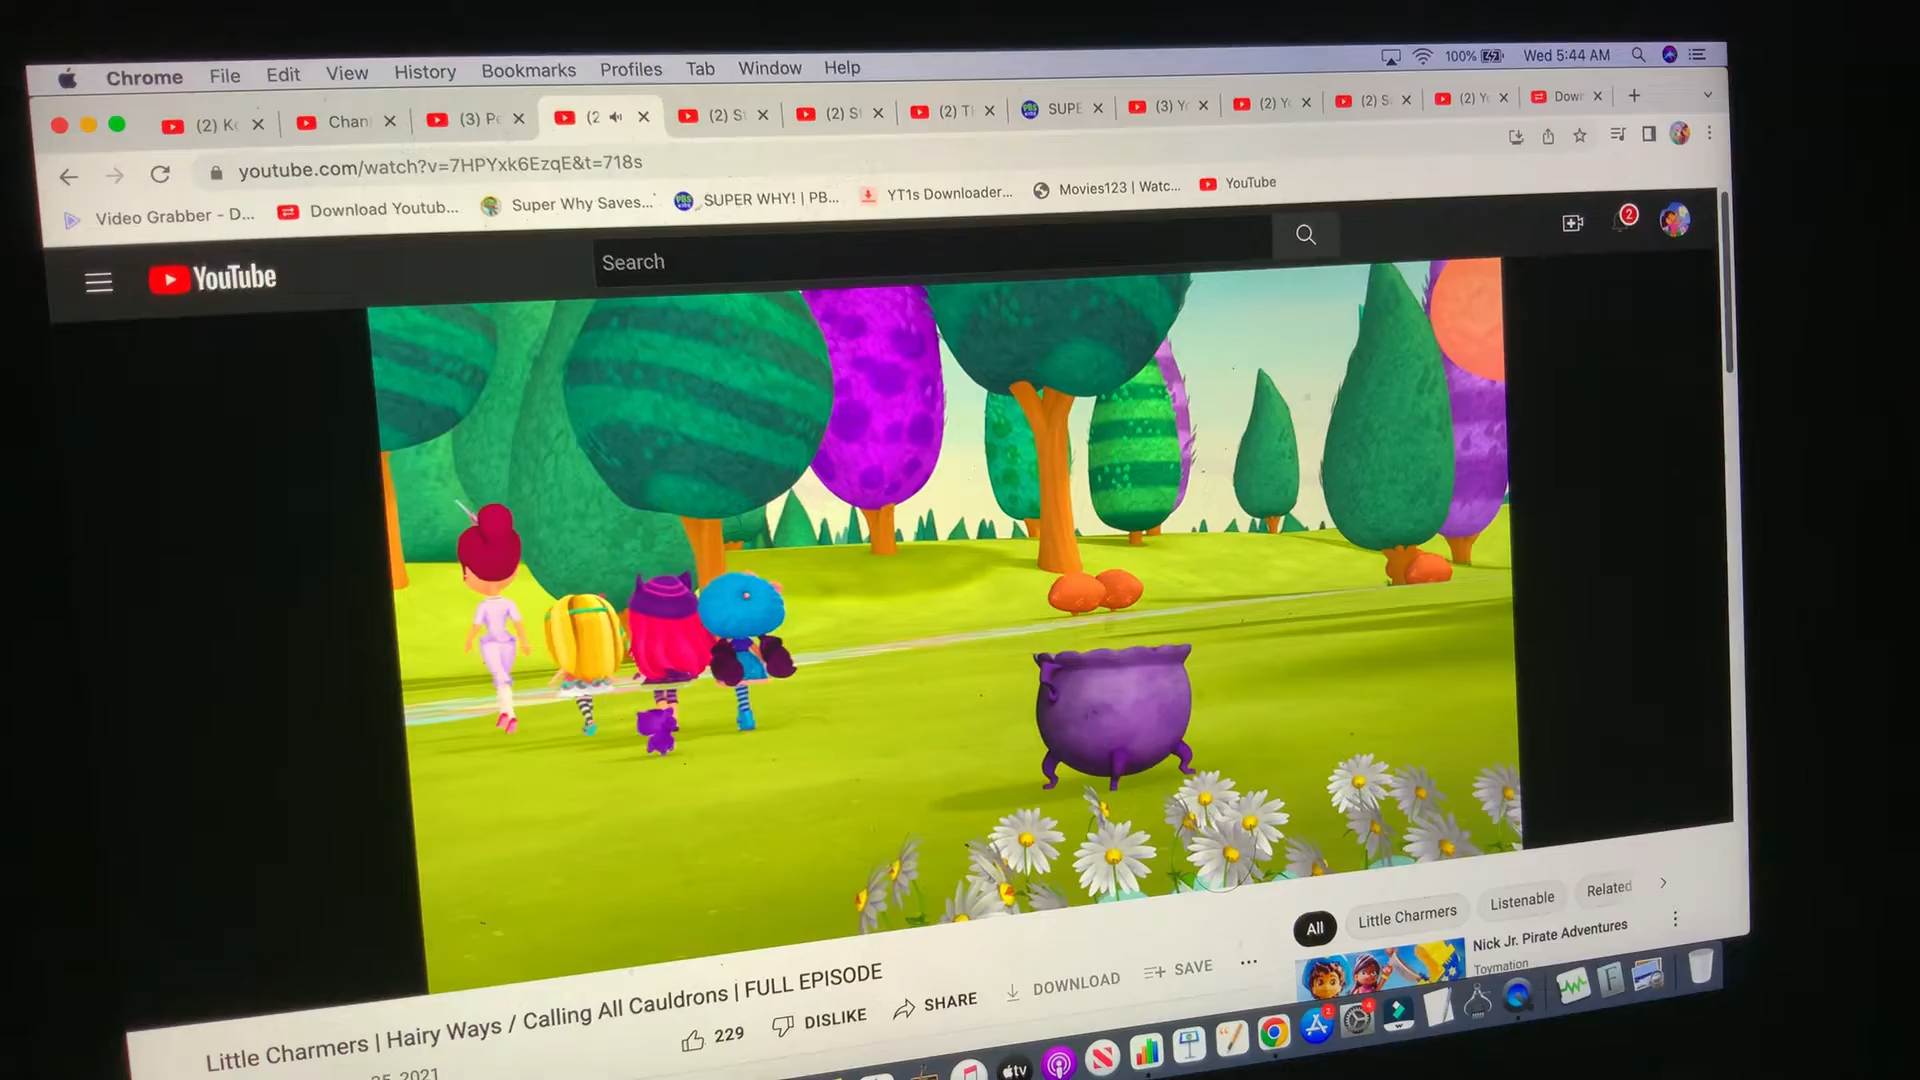 Chrome File Edit View History Bookmarks Profiles Tab Window Help 100% Wed 5:44 AM
(2) K Chan (3) P (2 (2) S (2) S (2) T SUPE (3) Y (2) Y (2) S (2) Y Down
youtube.com/watch?v=7HPYxk6EzqE&t=718s
Video Grabber - D... Download Youtub... Super Why Saves... SUPER WHY! | PB... YT1s Downloader... Movies123 | Watc... YouTube
YouTube Search 2
All Little Charmers Listenable Related
Nick Jr. Pirate Adventures
Toymation
Little Charmers | Hairy Ways / Calling All Cauldrons | FULL EPISODE
229 DISLIKE SHARE DOWNLOAD SAVE ...
2021
tv